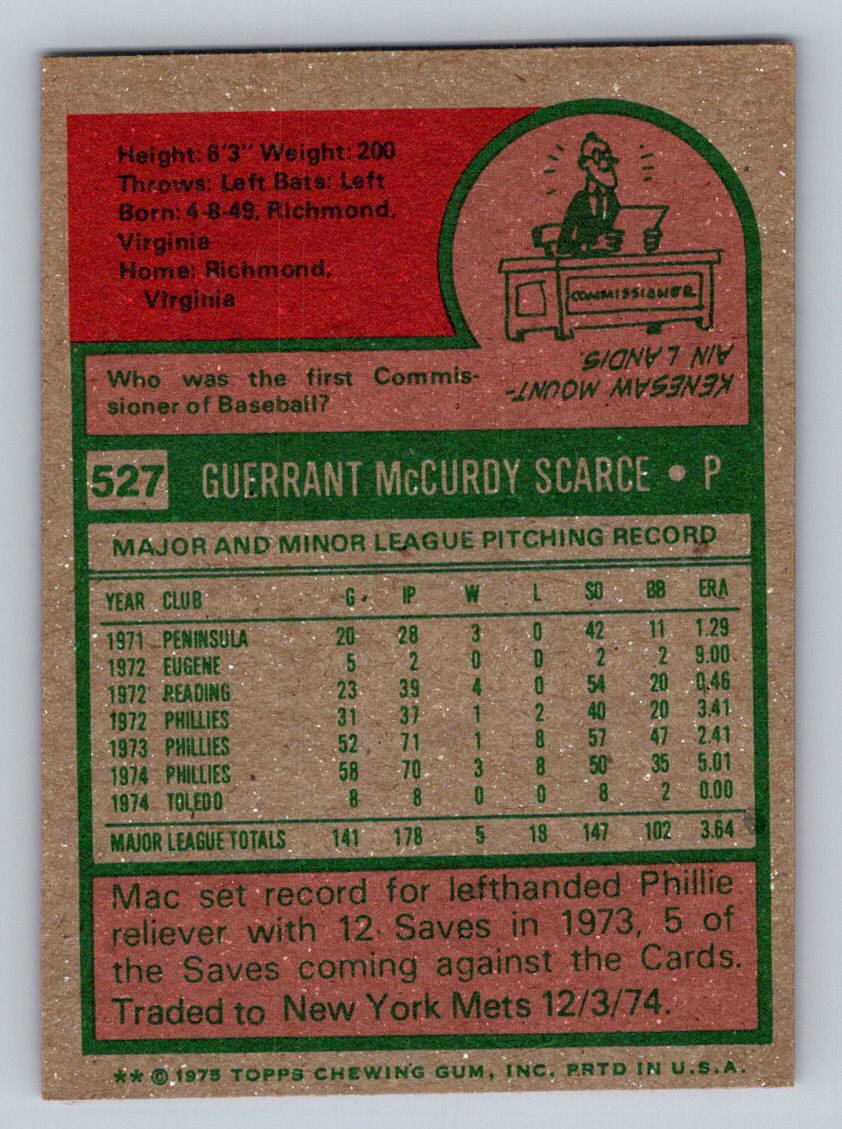 Height: 6'3" Weight: 200
Throws: Left Bats: Left
Born: 4-8-49, Richmond,
Virginia
Home: Richmond,
Virginia
COMMISSIONER
KENESAW MOUNT-
AIN LANDIS.
Who was the first Commis-
sioner of Baseball?
527 GUERRANT McCURDY SCARCE • P
MAJOR AND MINOR LEAGUE PITCHING RECORD
YEAR CLUB G IP W L SO BB ERA
1971 PENINSULA 20 28 3 0 42 11 1.29
1972 EUGENE 5 2 0 0 2 2 9.00
1972 READING 23 39 4 0 54 20 0.46
1972 PHILLIES 31 37 1 2 40 20 3.41
1973 PHILLIES 52 71 1 8 57 47 2.41
1974 PHILLIES 58 70 3 8 50 35 5.01
1974 TOLEDO 8 8 0 0 8 2 0.00
MAJOR LEAGUE TOTALS 141 178 5 18 147 102 3.64
Mac set record for lefthanded Phillie
reliever with 12 Saves in 1973, 5 of
the Saves coming against the Cards.
Traded to New York Mets 12/3/74.
** © 1975 TOPPS CHEWING GUM, INC. PRTD IN U.S.A.